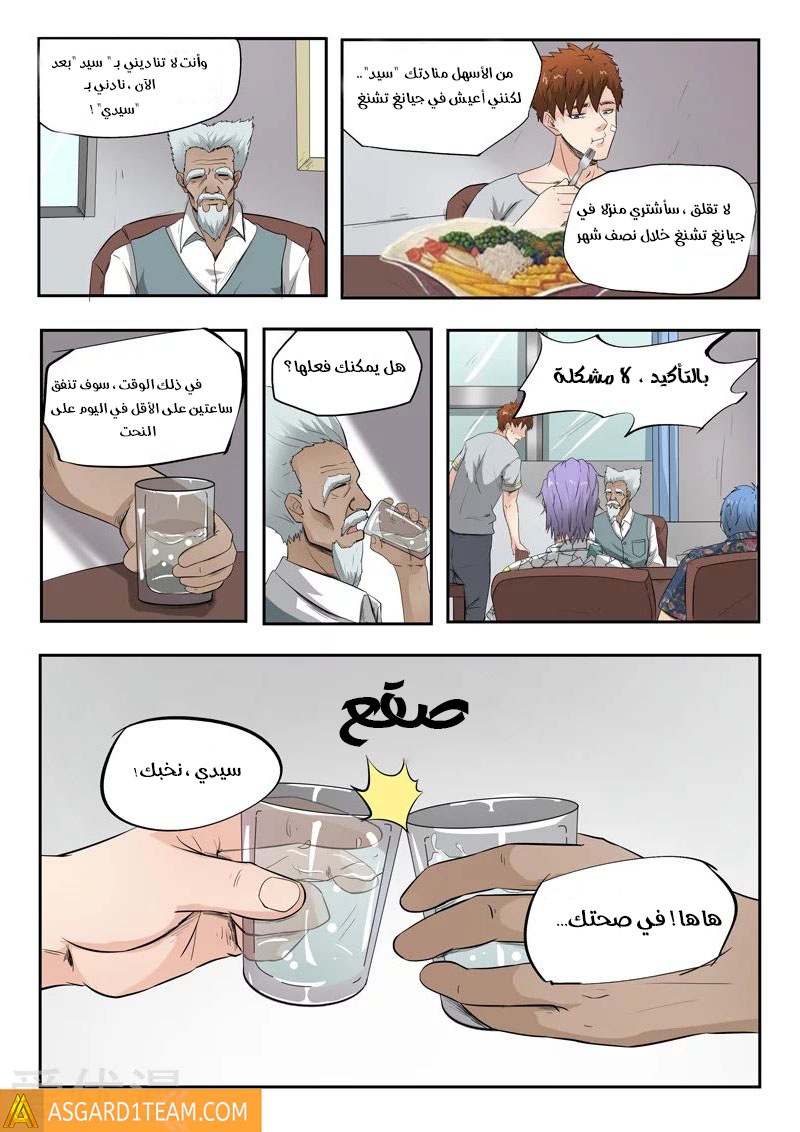 من الأسهل منادتك "سيد"..
لكنني أعيش في جيانغ تشنغ
لا تقلق ، سأشتري منزلا في
جيانغ تشنغ خلال نصف شهر
وأنت لا تناديني بـ " سيد "بعد
الآن ، نادني بـ
"سيدي" !
بالتأكيد ، لا مشكلة
هل يمكنك فعلها ؟
في ذلك الوقت ، سوف تنفق
ساعتين على الأقل في اليوم على
النحت
صقع
سيدي ، نخبك !
هاها ! في صحتك...
ASGARD1TEAM.COM